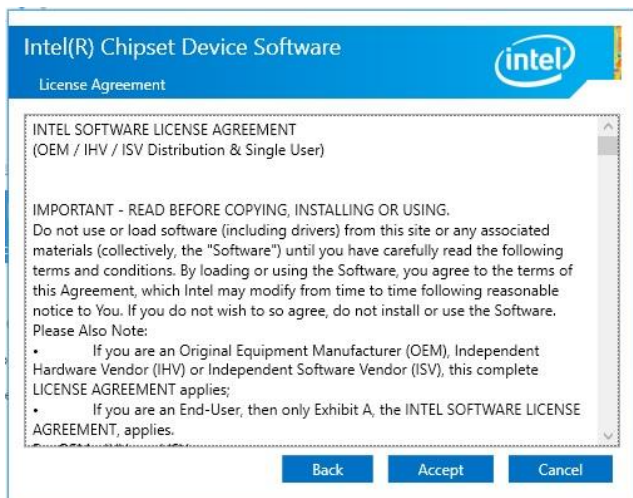 Intel(R) Chipset Device Software
intel
License Agreement
INTEL SOFTWARE LICENSE AGREEMENT
(OEM / IHV / ISV Distribution & Single User)
IMPORTANT - READ BEFORE COPYING, INSTALLING OR USING.
Do not use or load software (including drivers) from this site or any associated
materials (collectively, the "Software") until you have carefully read the following
terms and conditions. By loading or using the Software, you agree to the terms of
this Agreement, which Intel may modify from time to time following reasonable
notice to You. If you do not wish to so agree, do not install or use the Software.
Please Also Note:
• If you are an Original Equipment Manufacturer (OEM), Independent
Hardware Vendor (IHV) or Independent Software Vendor (ISV), this complete
LICENSE AGREEMENT applies;
• If you are an End-User, then only Exhibit A, the INTEL SOFTWARE LICENSE
AGREEMENT, applies.
Back Accept Cancel